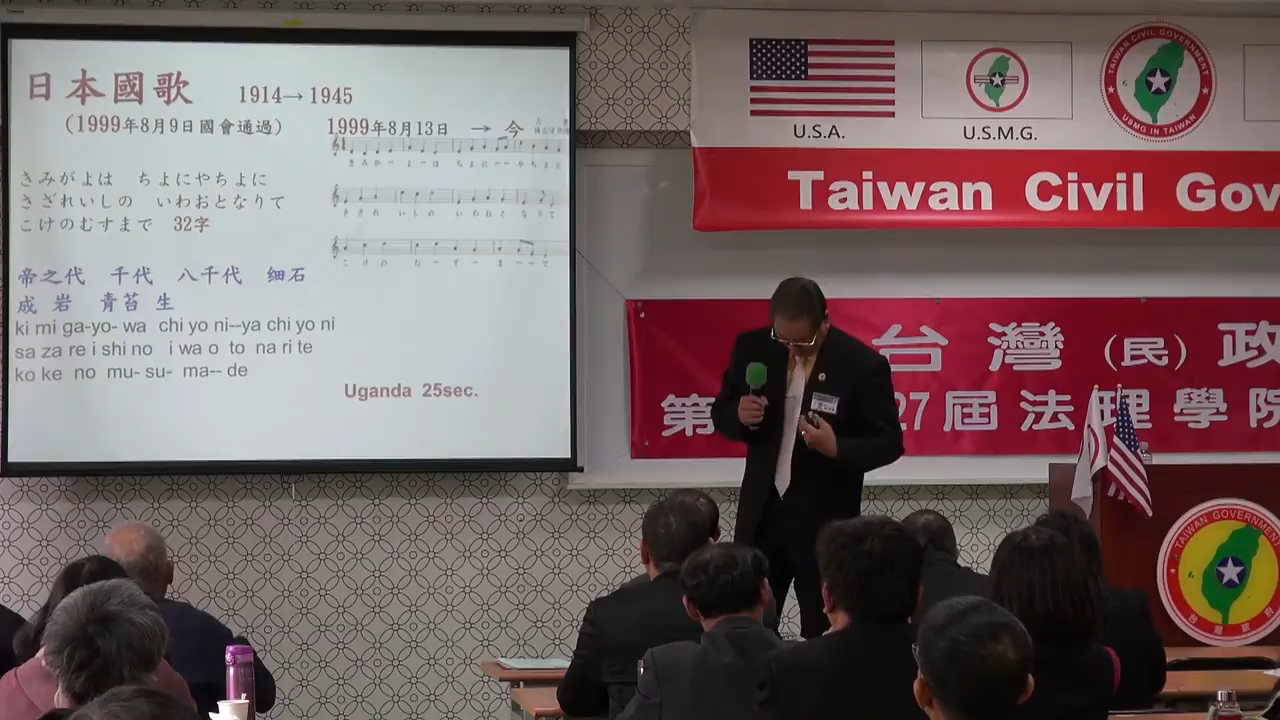 日本國歌 1914→1945
(1999年8月9日國會通過) 1999年8月13日 → 今
きみがよは ちよにやちよに
さざれいしの いわおとなりて
こけのむすまで 32字
帝之代 千代 八千代 细石
成 岩 青苔 生
ki mi ga-yo- wa chi yo ni--ya chi yo ni
sa za re i shi no i wa o to na ri te
ko ke no mu- su- ma-- de
Uganda 25sec.
U.S.A.
U.S.M.G.
TAIWAN CIVIL GOVERNMENT
USMG IN TAIWAN
Taiwan Civil Gov
台灣(民)政
第 27屆法理學院
TAIWAN GOVERNMENT
台灣政府